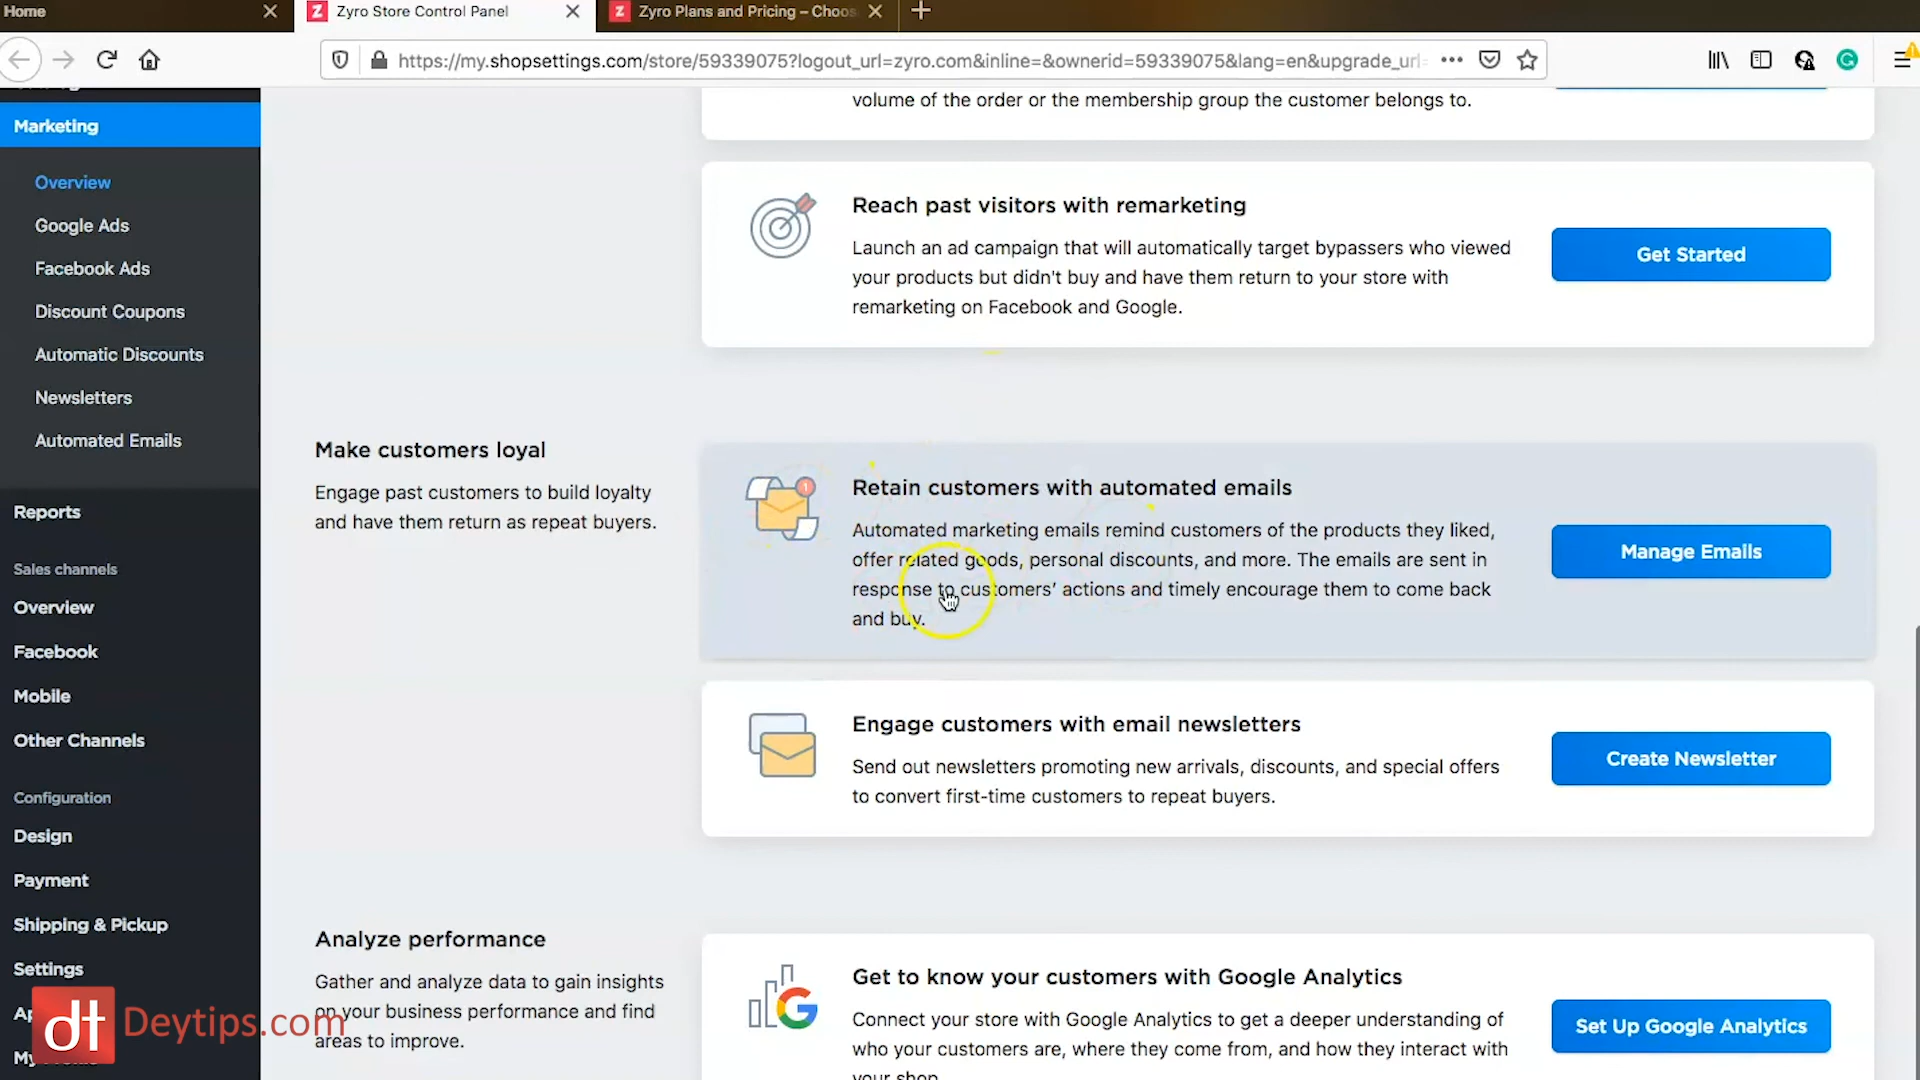 Home
Zyro Store Control Panel
Zyro Plans and Pricing – Choos
https://my.shopsettings.com/store/59339075?logout_url=zyro.com&inline=&ownerid=59339075&lang=en&upgrade_url=
Marketing
Overview
Google Ads
Facebook Ads
Discount Coupons
Automatic Discounts
Newsletters
Automated Emails
Reports
Sales channels
Overview
Facebook
Mobile
Other Channels
Configuration
Design
Payment
Shipping & Pickup
Settings
volume of the order or the membership group the customer belongs to.
Reach past visitors with remarketing
Launch an ad campaign that will automatically target bypassers who viewed
your products but didn't buy and have them return to your store with
remarketing on Facebook and Google.
Get Started
Make customers loyal
Engage past customers to build loyalty
and have them return as repeat buyers.
1
Retain customers with automated emails
Automated marketing emails remind customers of the products they liked,
offer related goods, personal discounts, and more. The emails are sent in
response to customers’ actions and timely encourage them to come back
and buy.
Manage Emails
Engage customers with email newsletters
Send out newsletters promoting new arrivals, discounts, and special offers
to convert first-time customers to repeat buyers.
Create Newsletter
Analyze performance
Gather and analyze data to gain insights
on your business performance and find
areas to improve.
Get to know your customers with Google Analytics
Connect your store with Google Analytics to get a deeper understanding of
who your customers are, where they come from, and how they interact with
your shop.
Set Up Google Analytics
dt Deytips.com